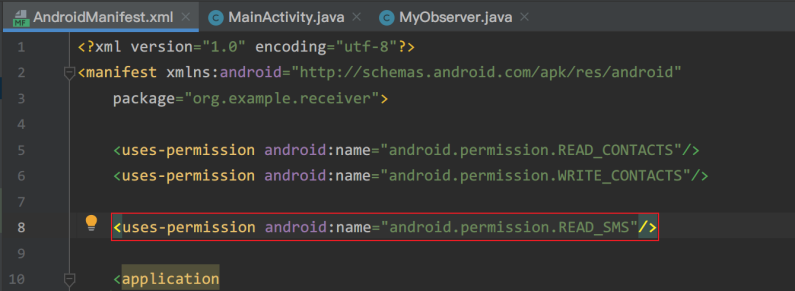 AndroidManifest.xml MainActivity.java MyObserver.java
MF C C
1 <?xml version="1.0" encoding="utf-8"?>
2 <manifest xmlns:android="http://schemas.android.com/apk/res/android"
3 package="org.example.receiver">
4
5 <uses-permission android:name="android.permission.READ_CONTACTS"/>
6 <uses-permission android:name="android.permission.WRITE_CONTACTS"/>
7
8 <uses-permission android:name="android.permission.READ_SMS"/>
9
10 <application